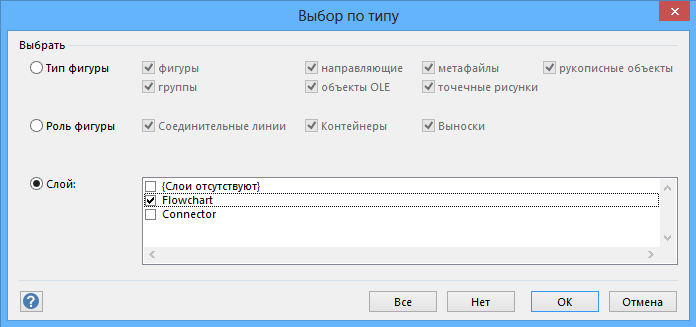 Выбор по типу
Выбрать
Тип фигуры фигуры направляющие метафайлы рукописные объекты
группы объекты OLE точечные рисунки
Роль фигуры Соединительные линии Контейнеры Выноски
Слой: {Слои отсутствуют}
Flowchart
Connector
? Все Нет ОК Отмена